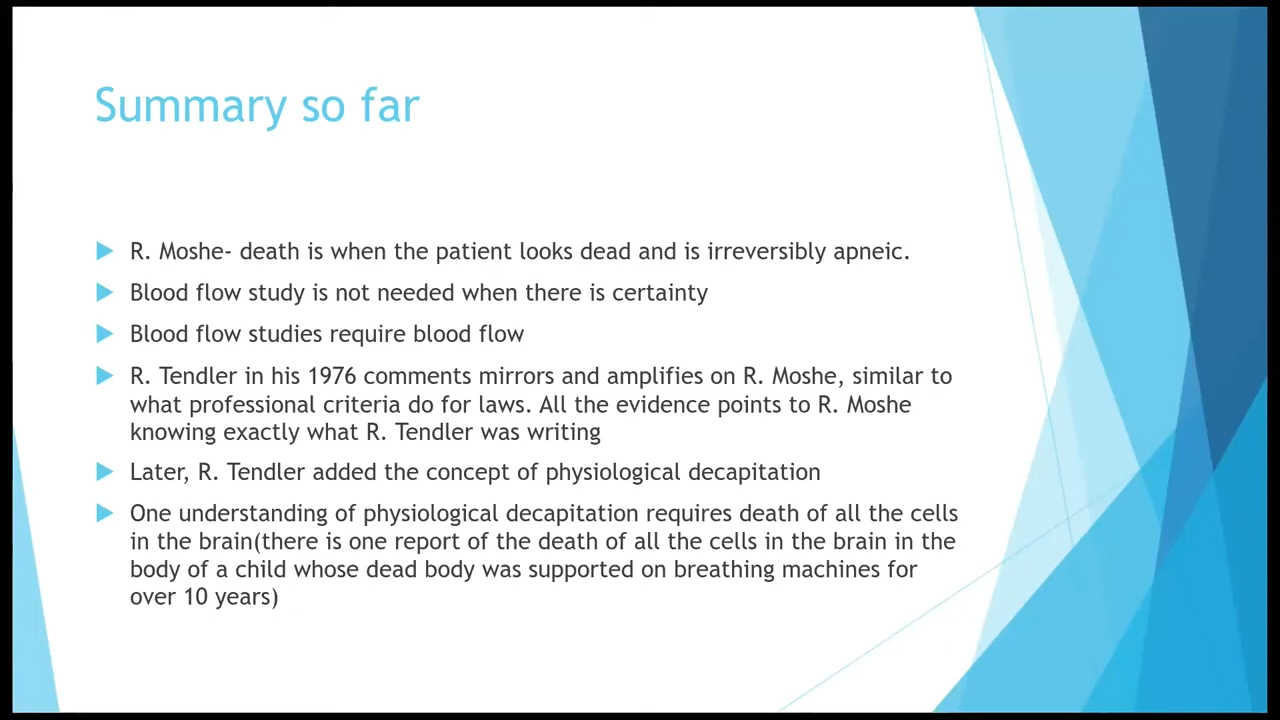 Summary so far
R. Moshe- death is when the patient looks dead and is irreversibly apneic.
Blood flow study is not needed when there is certainty
Blood flow studies require blood flow
R. Tendler in his 1976 comments mirrors and amplifies on R. Moshe, similar to
what professional criteria do for laws. All the evidence points to R. Moshe
knowing exactly what R. Tendler was writing
Later, R. Tendler added the concept of physiological decapitation
One understanding of physiological decapitation requires death of all the cells
in the brain(there is one report of the death of all the cells in the brain in the
body of a child whose dead body was supported on breathing machines for
over 10 years)